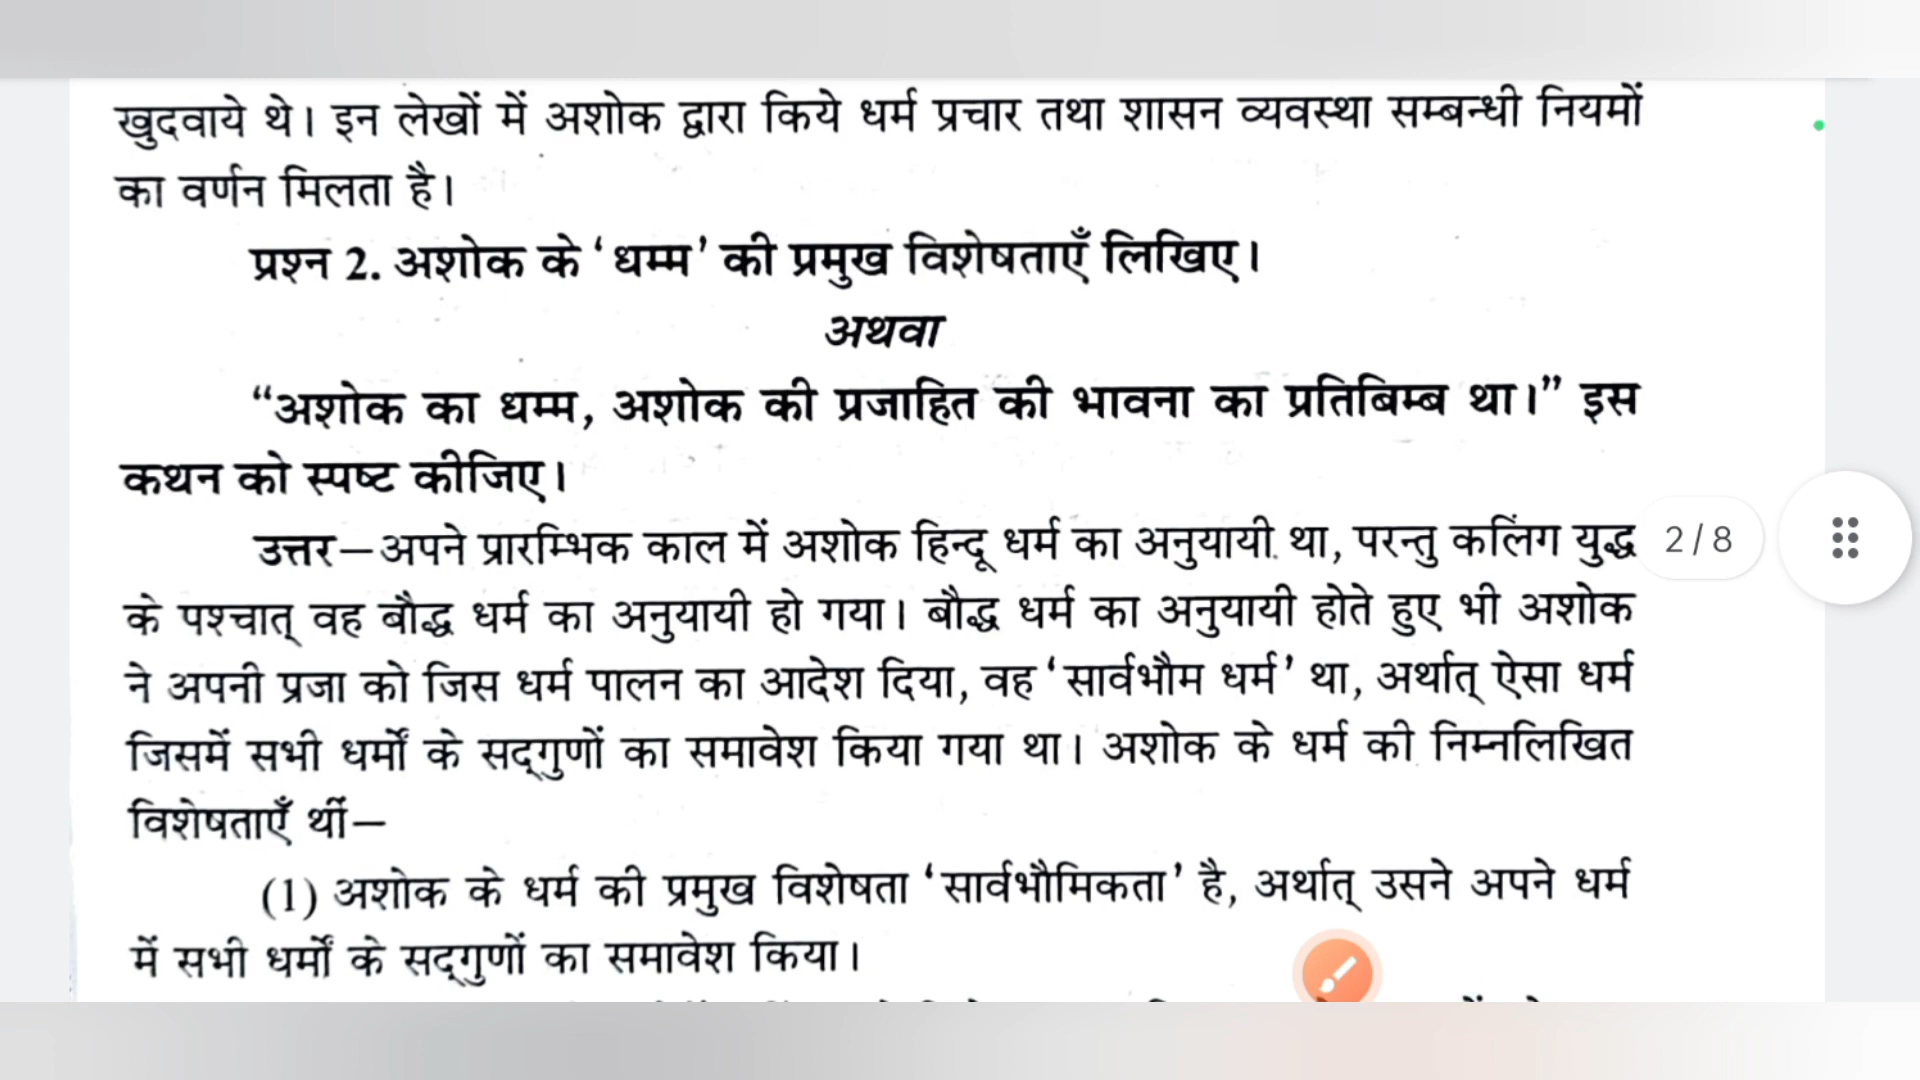 खुदवाये थे। इन लेखों में अशोक द्वारा किये धर्म प्रचार तथा शासन व्यवस्था सम्बन्धी नियमों
का वर्णन मिलता है।
प्रश्न 2. अशोक के ‘धम्म’ की प्रमुख विशेषताएँ लिखिए।
अथवा
“अशोक का धम्म, अशोक की प्रजाहित की भावना का प्रतिबिम्ब था।” इस
कथन को स्पष्ट कीजिए।
उत्तर—अपने प्रारम्भिक काल में अशोक हिन्दू धर्म का अनुयायी था, परन्तु कलिंग युद्ध
2 / 8
के पश्चात् वह बौद्ध धर्म का अनुयायी हो गया। बौद्ध धर्म का अनुयायी होते हुए भी अशोक
ने अपनी प्रजा को जिस धर्म पालन का आदेश दिया, वह ‘सार्वभौम धर्म’ था, अर्थात् ऐसा धर्म
जिसमें सभी धर्मों के सद्‌गुणों का समावेश किया गया था। अशोक के धर्म की निम्नलिखित
विशेषताएँ थीं—
(1) अशोक के धर्म की प्रमुख विशेषता ‘सार्वभौमिकता’ है, अर्थात् उसने अपने धर्म
में सभी धर्मों के सद्‌गुणों का समावेश किया।